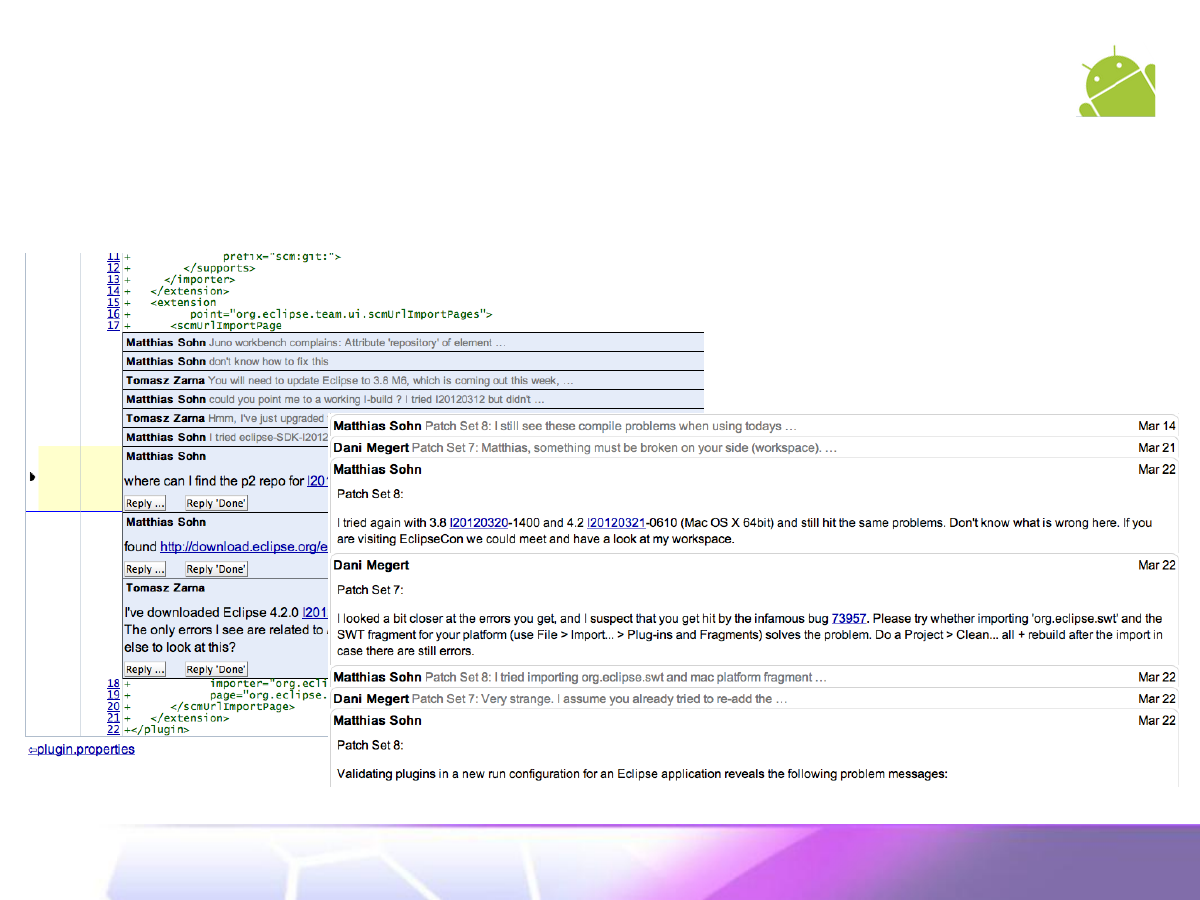 11 + prefix="scm:git:">
12 + </supports>
13 + </importer>
14 + </extension>
15 + <extension
16 + point="org.eclipse.team.ui.scmUrlImportPages">
17 + <scmUrlImportPage
Matthias Sohn Juno workbench complains: Attribute 'repository' of element …
Matthias Sohn don't know how to fix this
Tomasz Zarna You will need to update Eclipse to 3.8 M6, which is coming out this week, …
Matthias Sohn could you point me to a working I-build ? I tried I20120312 but didn't …
Tomasz Zarna Hmm, I've just upgraded
Matthias Sohn I tried eclipse-SDK-I2012
Matthias Sohn
where can I find the p2 repo for I20
Reply ... Reply 'Done'
Matthias Sohn
found http://download.eclipse.org/e
Reply ... Reply 'Done'
Tomasz Zarna
I've downloaded Eclipse 4.2.0 I201
The only errors I see are related to
else to look at this?
Reply ... Reply 'Done'
18 + importer="org.ecli
19 + page="org.eclipse.
20 + </scmUrlImportPage>
21 + </extension>
22 +</plugin>
⇦plugin.properties
Matthias Sohn Patch Set 8: I still see these compile problems when using todays … Mar 14
Dani Megert Patch Set 7: Matthias, something must be broken on your side (workspace). … Mar 21
Matthias Sohn Mar 22
Patch Set 8:
I tried again with 3.8 I20120320-1400 and 4.2 I20120321-0610 (Mac OS X 64bit) and still hit the same problems. Don't know what is wrong here. If you
are visiting EclipseCon we could meet and have a look at my workspace.
Dani Megert Mar 22
Patch Set 7:
I looked a bit closer at the errors you get, and I suspect that you get hit by the infamous bug 73957. Please try whether importing 'org.eclipse.swt' and the
SWT fragment for your platform (use File > Import... > Plug-ins and Fragments) solves the problem. Do a Project > Clean... all + rebuild after the import in
case there are still errors.
Matthias Sohn Patch Set 8: I tried importing org.eclipse.swt and mac platform fragment … Mar 22
Dani Megert Patch Set 7: Very strange. I assume you already tried to re-add the … Mar 22
Matthias Sohn Mar 22
Patch Set 8:
Validating plugins in a new run configuration for an Eclipse application reveals the following problem messages: